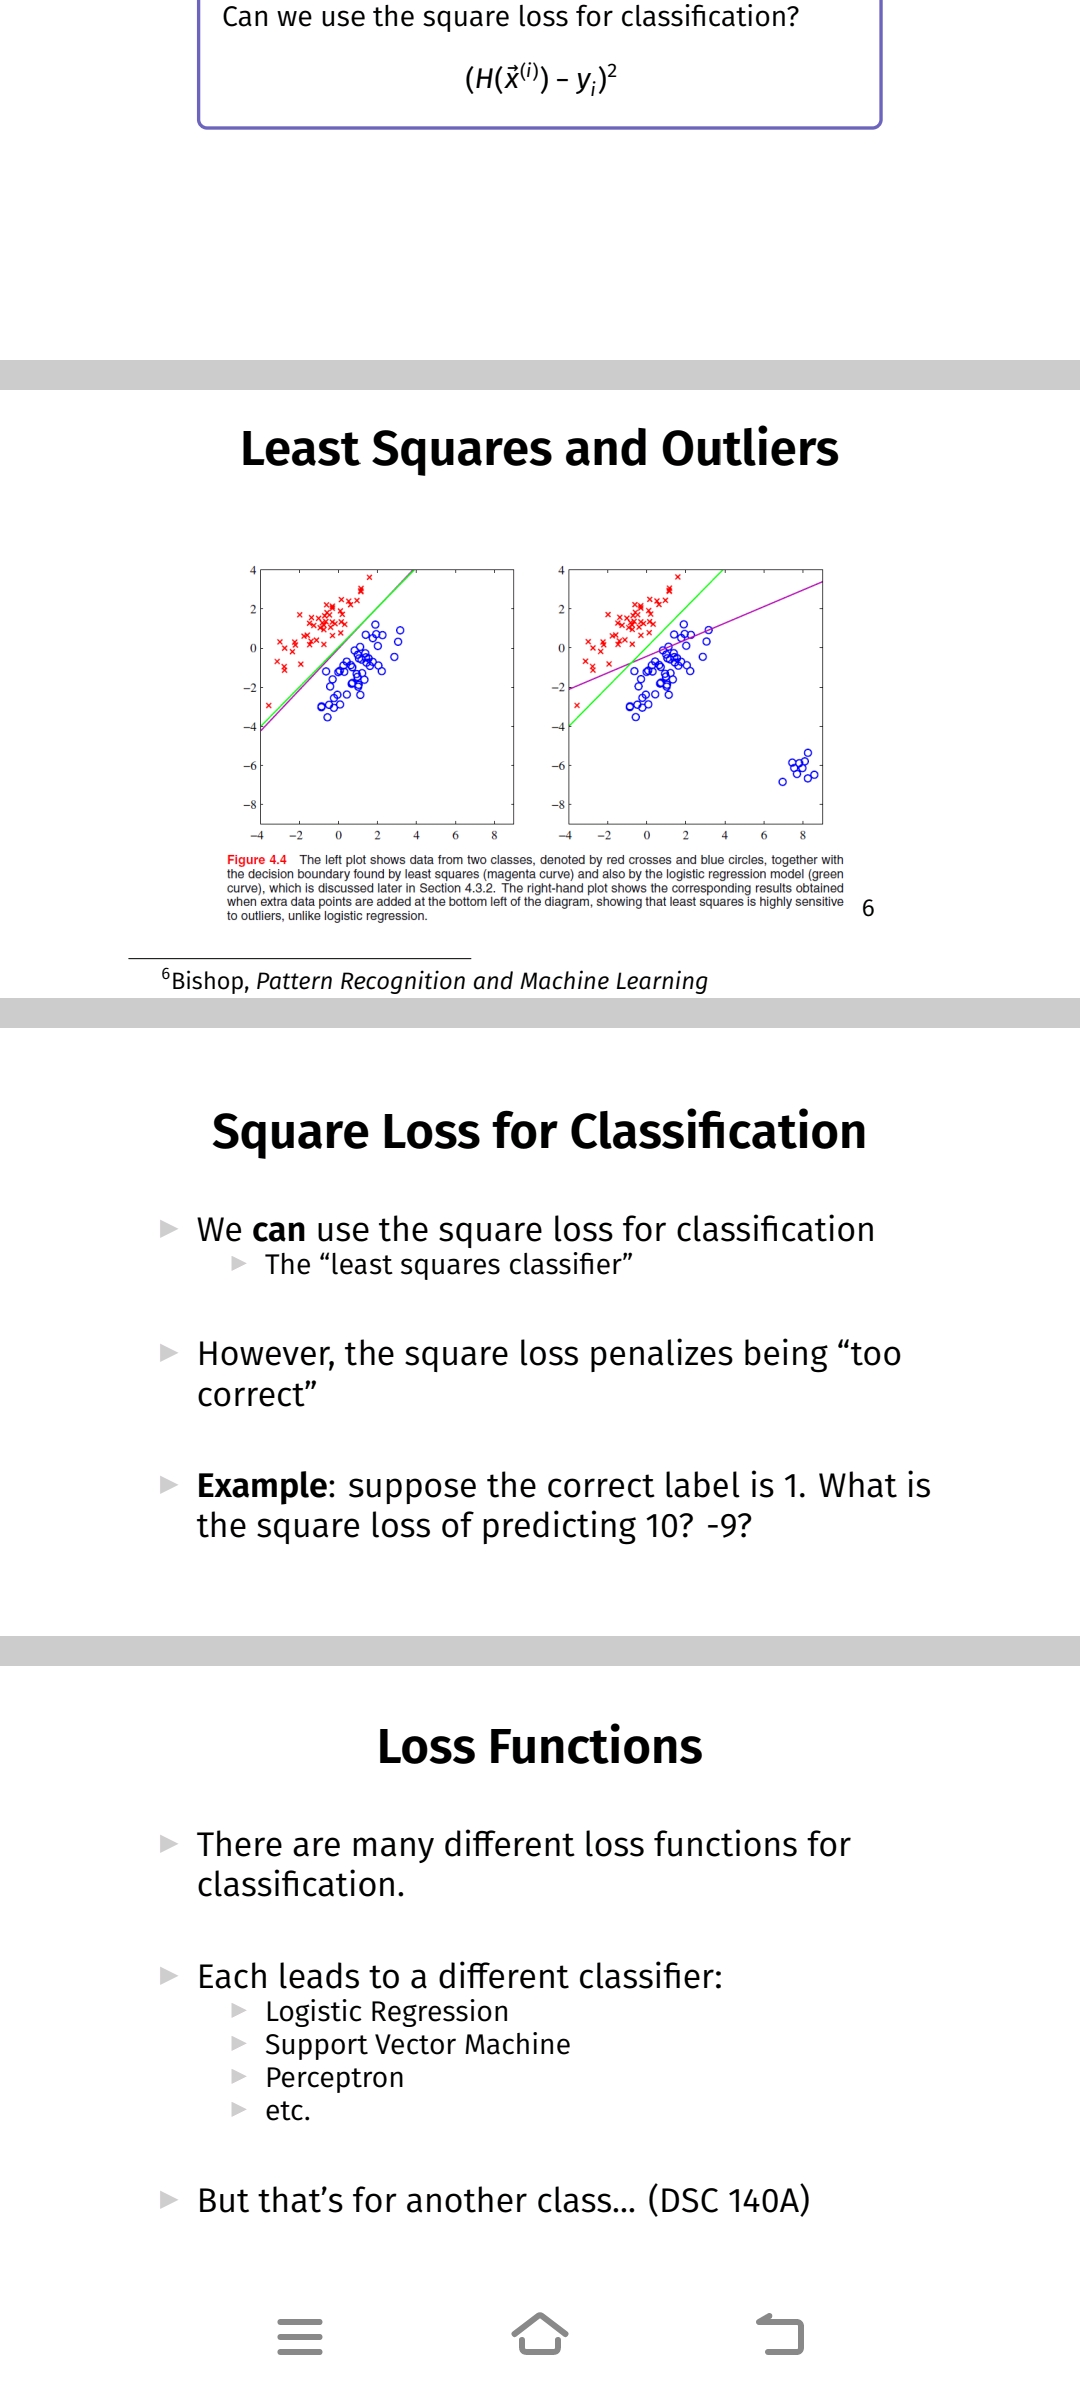 Can we use the square loss for classification?
(H(x⃗⁽ⁱ⁾) – yᵢ)²
Least Squares and Outliers
4
2
0
−2
−4
−6
−8
−4 −2 0 2 4 6 8
4
2
0
−2
−4
−6
−8
−4 −2 0 2 4 6 8
Figure 4.4 The left plot shows data from two classes, denoted by red crosses and blue circles, together with
the decision boundary found by least squares (magenta curve) and also by the logistic regression model (green
curve), which is discussed later in Section 4.3.2. The right-hand plot shows the corresponding results obtained
when extra data points are added at the bottom left of the diagram, showing that least squares is highly sensitive
to outliers, unlike logistic regression.
6
⁶Bishop, Pattern Recognition and Machine Learning
Square Loss for Classification
We can use the square loss for classification
The “least squares classifier”
However, the square loss penalizes being “too
correct”
Example: suppose the correct label is 1. What is
the square loss of predicting 10? -9?
Loss Functions
There are many different loss functions for
classification.
Each leads to a different classifier:
Logistic Regression
Support Vector Machine
Perceptron
etc.
But that’s for another class... (DSC 140A)